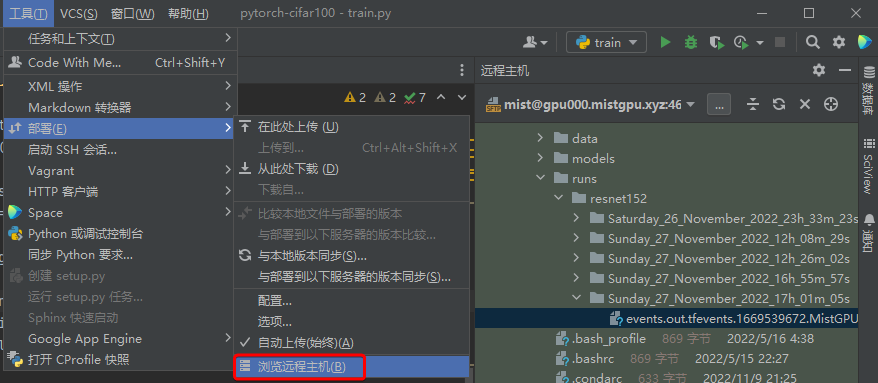 工具(T) VCS(S) 窗口(W) 帮助(H) pytorch-cifar100 - train.py
任务和上下文(T)
Code With Me... Ctrl+Shift+Y
XML 操作
Markdown 转换器
部署(E)
启动 SSH 会话...
Vagrant
HTTP 客户端
Space
Python 或调试控制台
同步 Python 要求...
创建 setup.py
运行 setup.py 任务...
Sphinx 快速启动
Google App Engine
打开 CProfile 快照
2 2 7
在此处上传 (U)
上传到... Ctrl+Alt+Shift+X
从此处下载 (D)
下载自...
比较本地文件与部署的版本
与部署到以下服务器的版本比较...
与本地版本同步(S)...
与部署到以下服务器的版本同步(S)...
配置...
选项...
自动上传(始终)(A)
浏览远程主机(B)
train
远程主机
mist@gpu000.mistgpu.xyz:46 ...
data
models
runs
resnet152
Saturday_26_November_2022_23h_33m_23s
Sunday_27_November_2022_12h_08m_29s
Sunday_27_November_2022_12h_26m_02s
Sunday_27_November_2022_16h_55m_57s
Sunday_27_November_2022_17h_01m_05s
events.out.tfevents.1669539672.MistGPU
.bash_profile 869 字节 2022/5/16 4:38
.bashrc 869 字节 2022/5/15 22:27
.condarc 633 字节 2022/11/9 21:25
数据库
SciView
通知